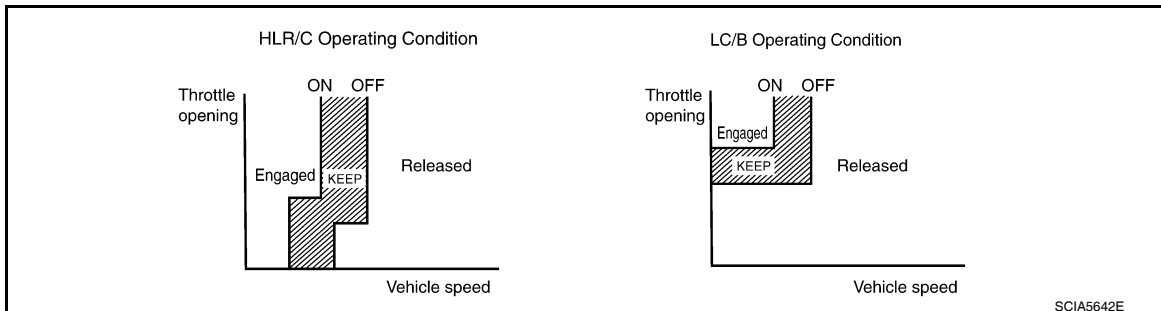 HLR/C Operating Condition
ON OFF
Throttle
opening
Engaged
KEEP
Released
Vehicle speed
LC/B Operating Condition
ON OFF
Throttle
opening
Engaged
KEEP
Released
Vehicle speed
SCIA5642E